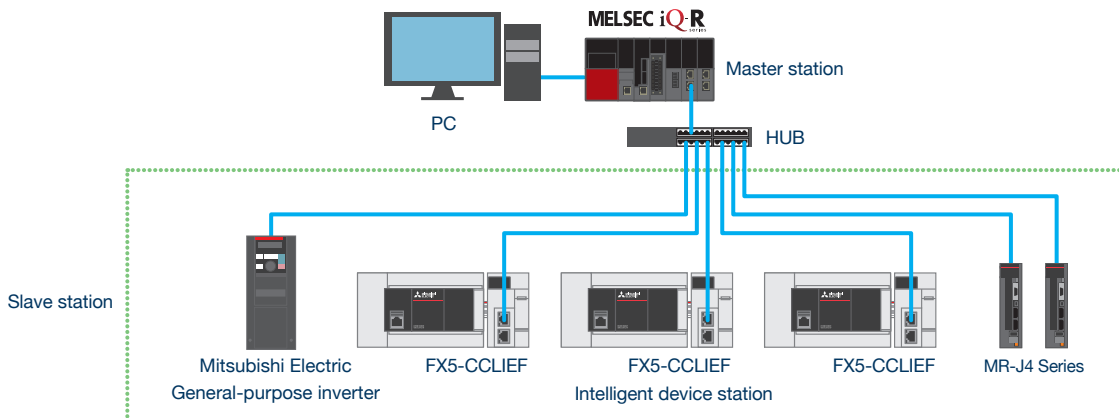 MELSEC iQ-R
series
Master station
PC
HUB
Slave station
Mitsubishi Electric
General-purpose inverter
FX5-CCLIEF
FX5-CCLIEF
Intelligent device station
FX5-CCLIEF
MR-J4 Series